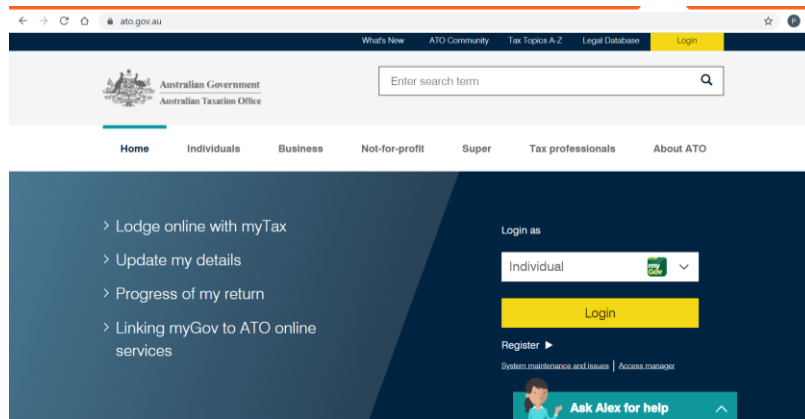 ato.gov.au
P
What's New ATO Community Tax Topics A-Z Legal Database Login
Australian Government
Australian Taxation Office
Enter search term
Home Individuals Business Not-for-profit Super Tax professionals About ATO
> Lodge online with myTax
> Update my details
> Progress of my return
> Linking myGov to ATO online
services
Login as
Individual my Gov
Login
Register
System maintenance and issues | Access manager
Ask Alex for help